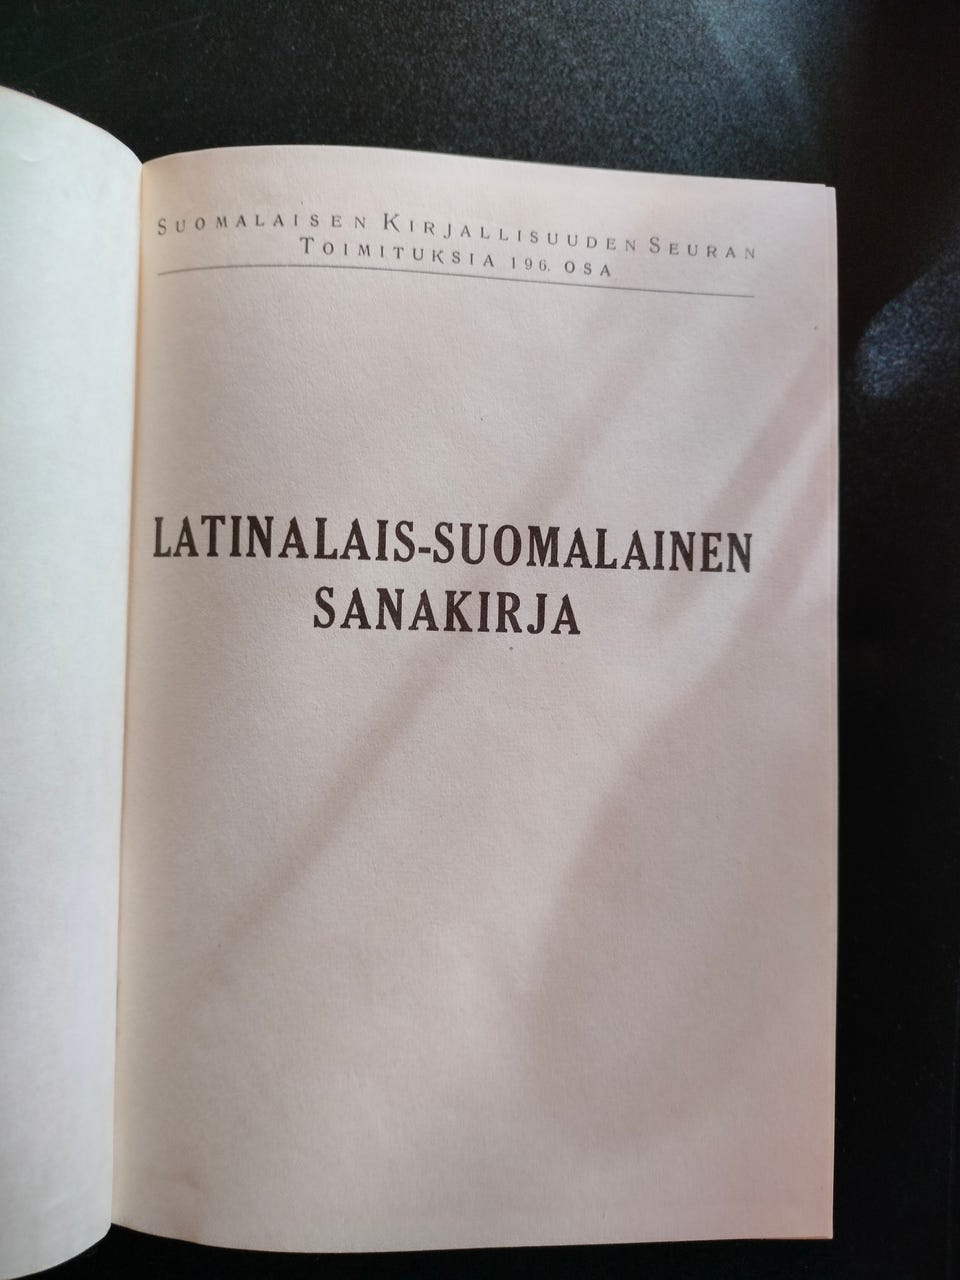 SUOMALAISEN KIRJALLISUUDEN SEURAN
TOIMITUKSIA 196. OSA
LATINALAIS-SUOMALAINEN
SANAKIRJA